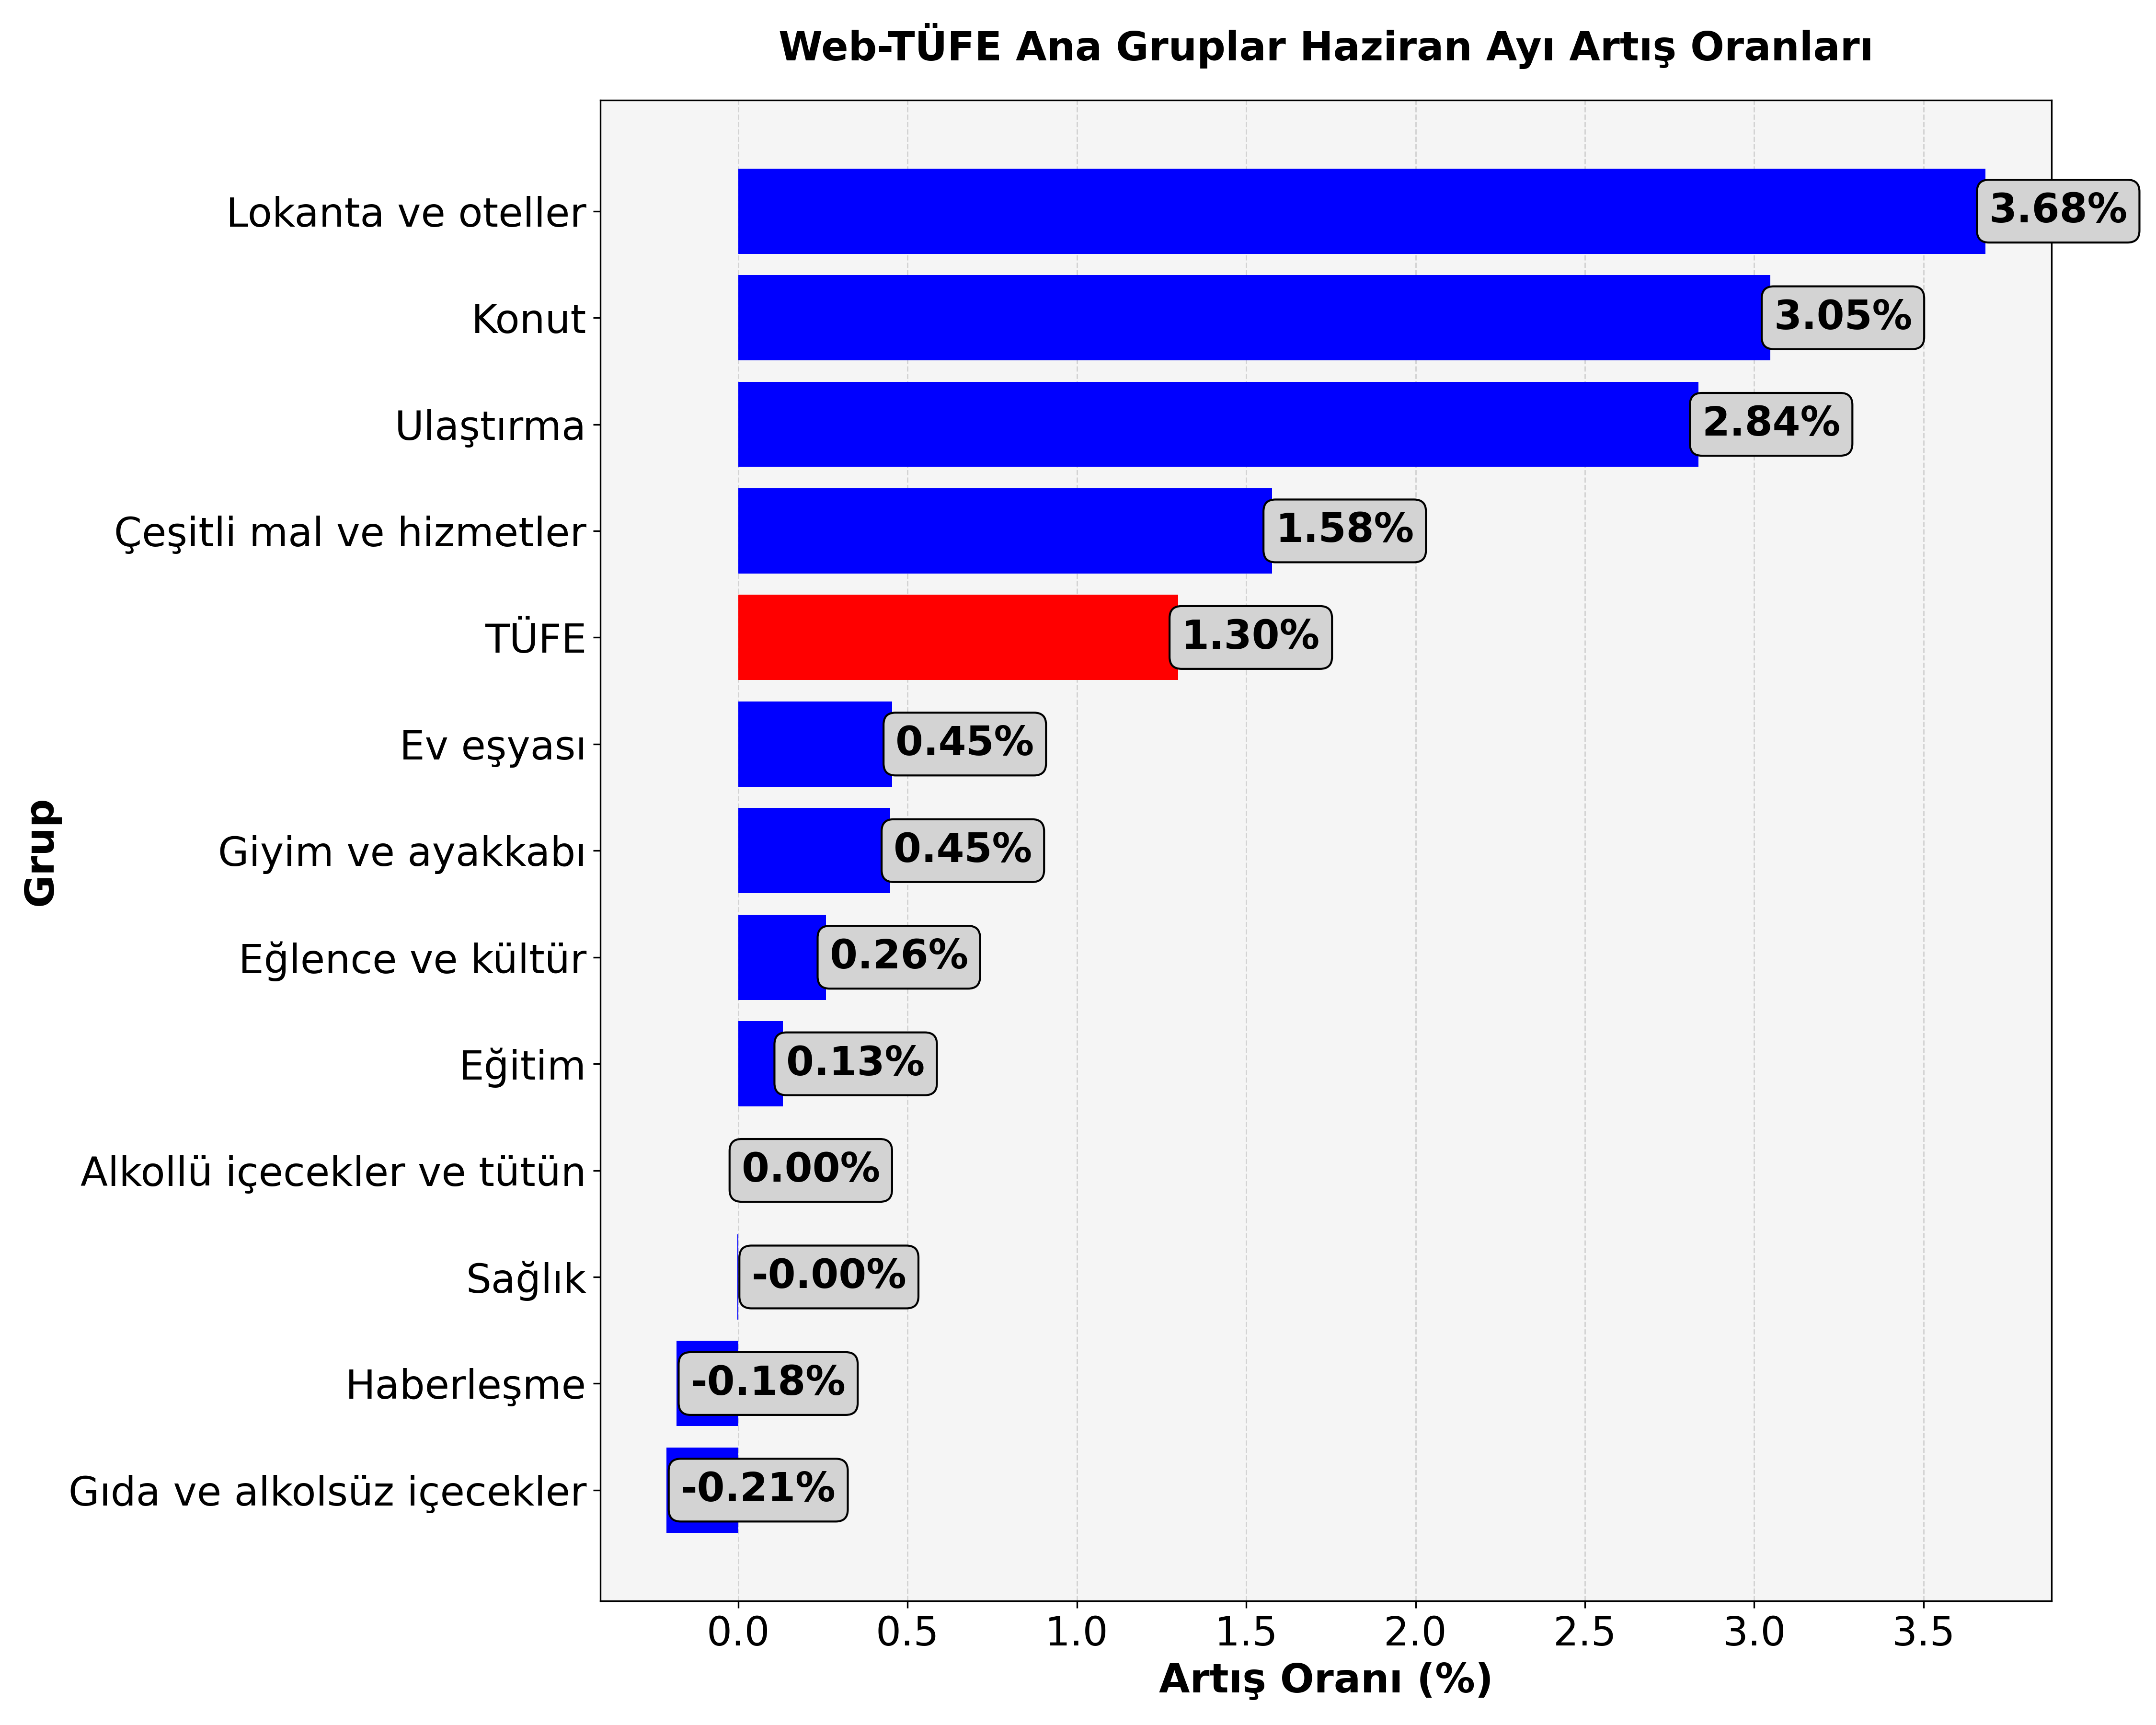 Web-TÜFE Ana Gruplar Haziran Ayı Artış Oranları
Lokanta ve oteller 3.68%
Konut 3.05%
Ulaştırma 2.84%
Çeşitli mal ve hizmetler 1.58%
TÜFE 1.30%
Ev eşyası 0.45%
Giyim ve ayakkabı 0.45%
Eğlence ve kültür 0.26%
Eğitim 0.13%
Alkollü içecekler ve tütün 0.00%
Sağlık -0.00%
Haberleşme -0.18%
Gıda ve alkolsüz içecekler -0.21%
Grup
0.0 0.5 1.0 1.5 2.0 2.5 3.0 3.5
Artış Oranı (%)